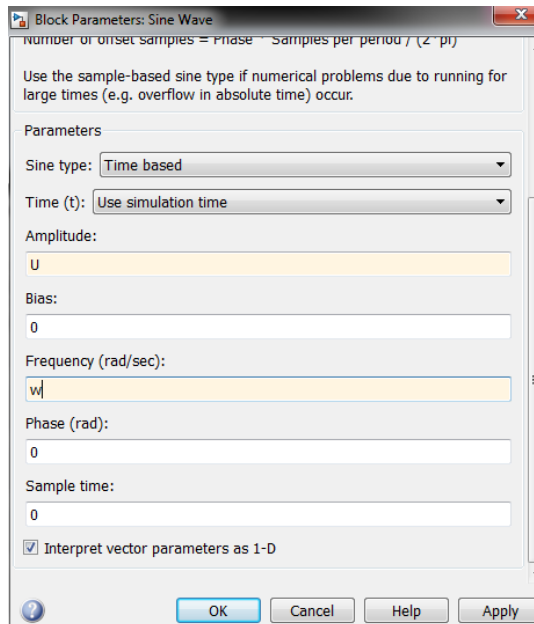 Block Parameters: Sine Wave
Number of offset samples = Phase * Samples per period / (2*pi)
Use the sample-based sine type if numerical problems due to running for
large times (e.g. overflow in absolute time) occur.
Parameters
Sine type: Time based
Time (t): Use simulation time
Amplitude:
U
Bias:
0
Frequency (rad/sec):
w
Phase (rad):
0
Sample time:
0
Interpret vector parameters as 1-D
OK Cancel Help Apply